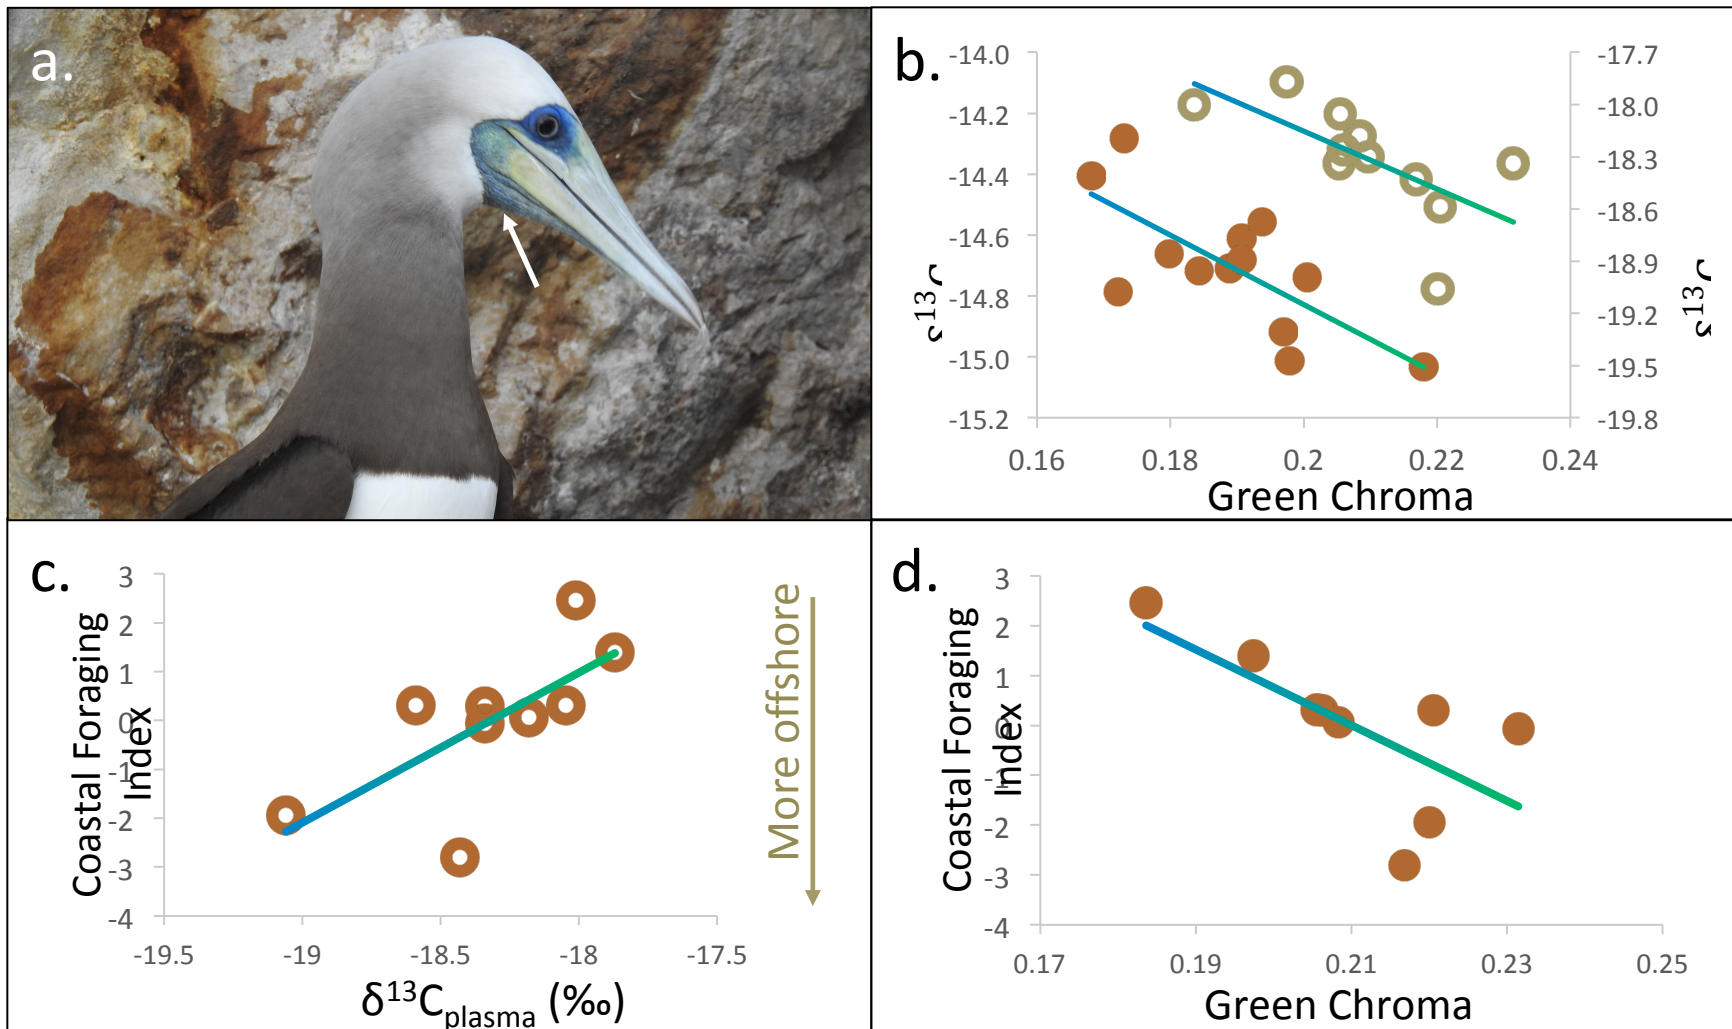 a.
b.
-14.0
-14.2
-14.4
-14.6
-14.8
-15.0
-15.2
-17.7
-18.0
-18.3
-18.6
-18.9
-19.2
-19.5
-19.8
δ¹³C
δ¹³C
0.16 0.18 0.2 0.22 0.24
Green Chroma
c.
Coastal Foraging
Index
3
2
1
0
-1
-2
-3
-4
-19.5 -19 -18.5 -18 -17.5
δ¹³C plasma (‰)
More offshore
d.
Coastal Foraging
Index
3
2
1
0
-1
-2
-3
-4
0.17 0.19 0.21 0.23 0.25
Green Chroma